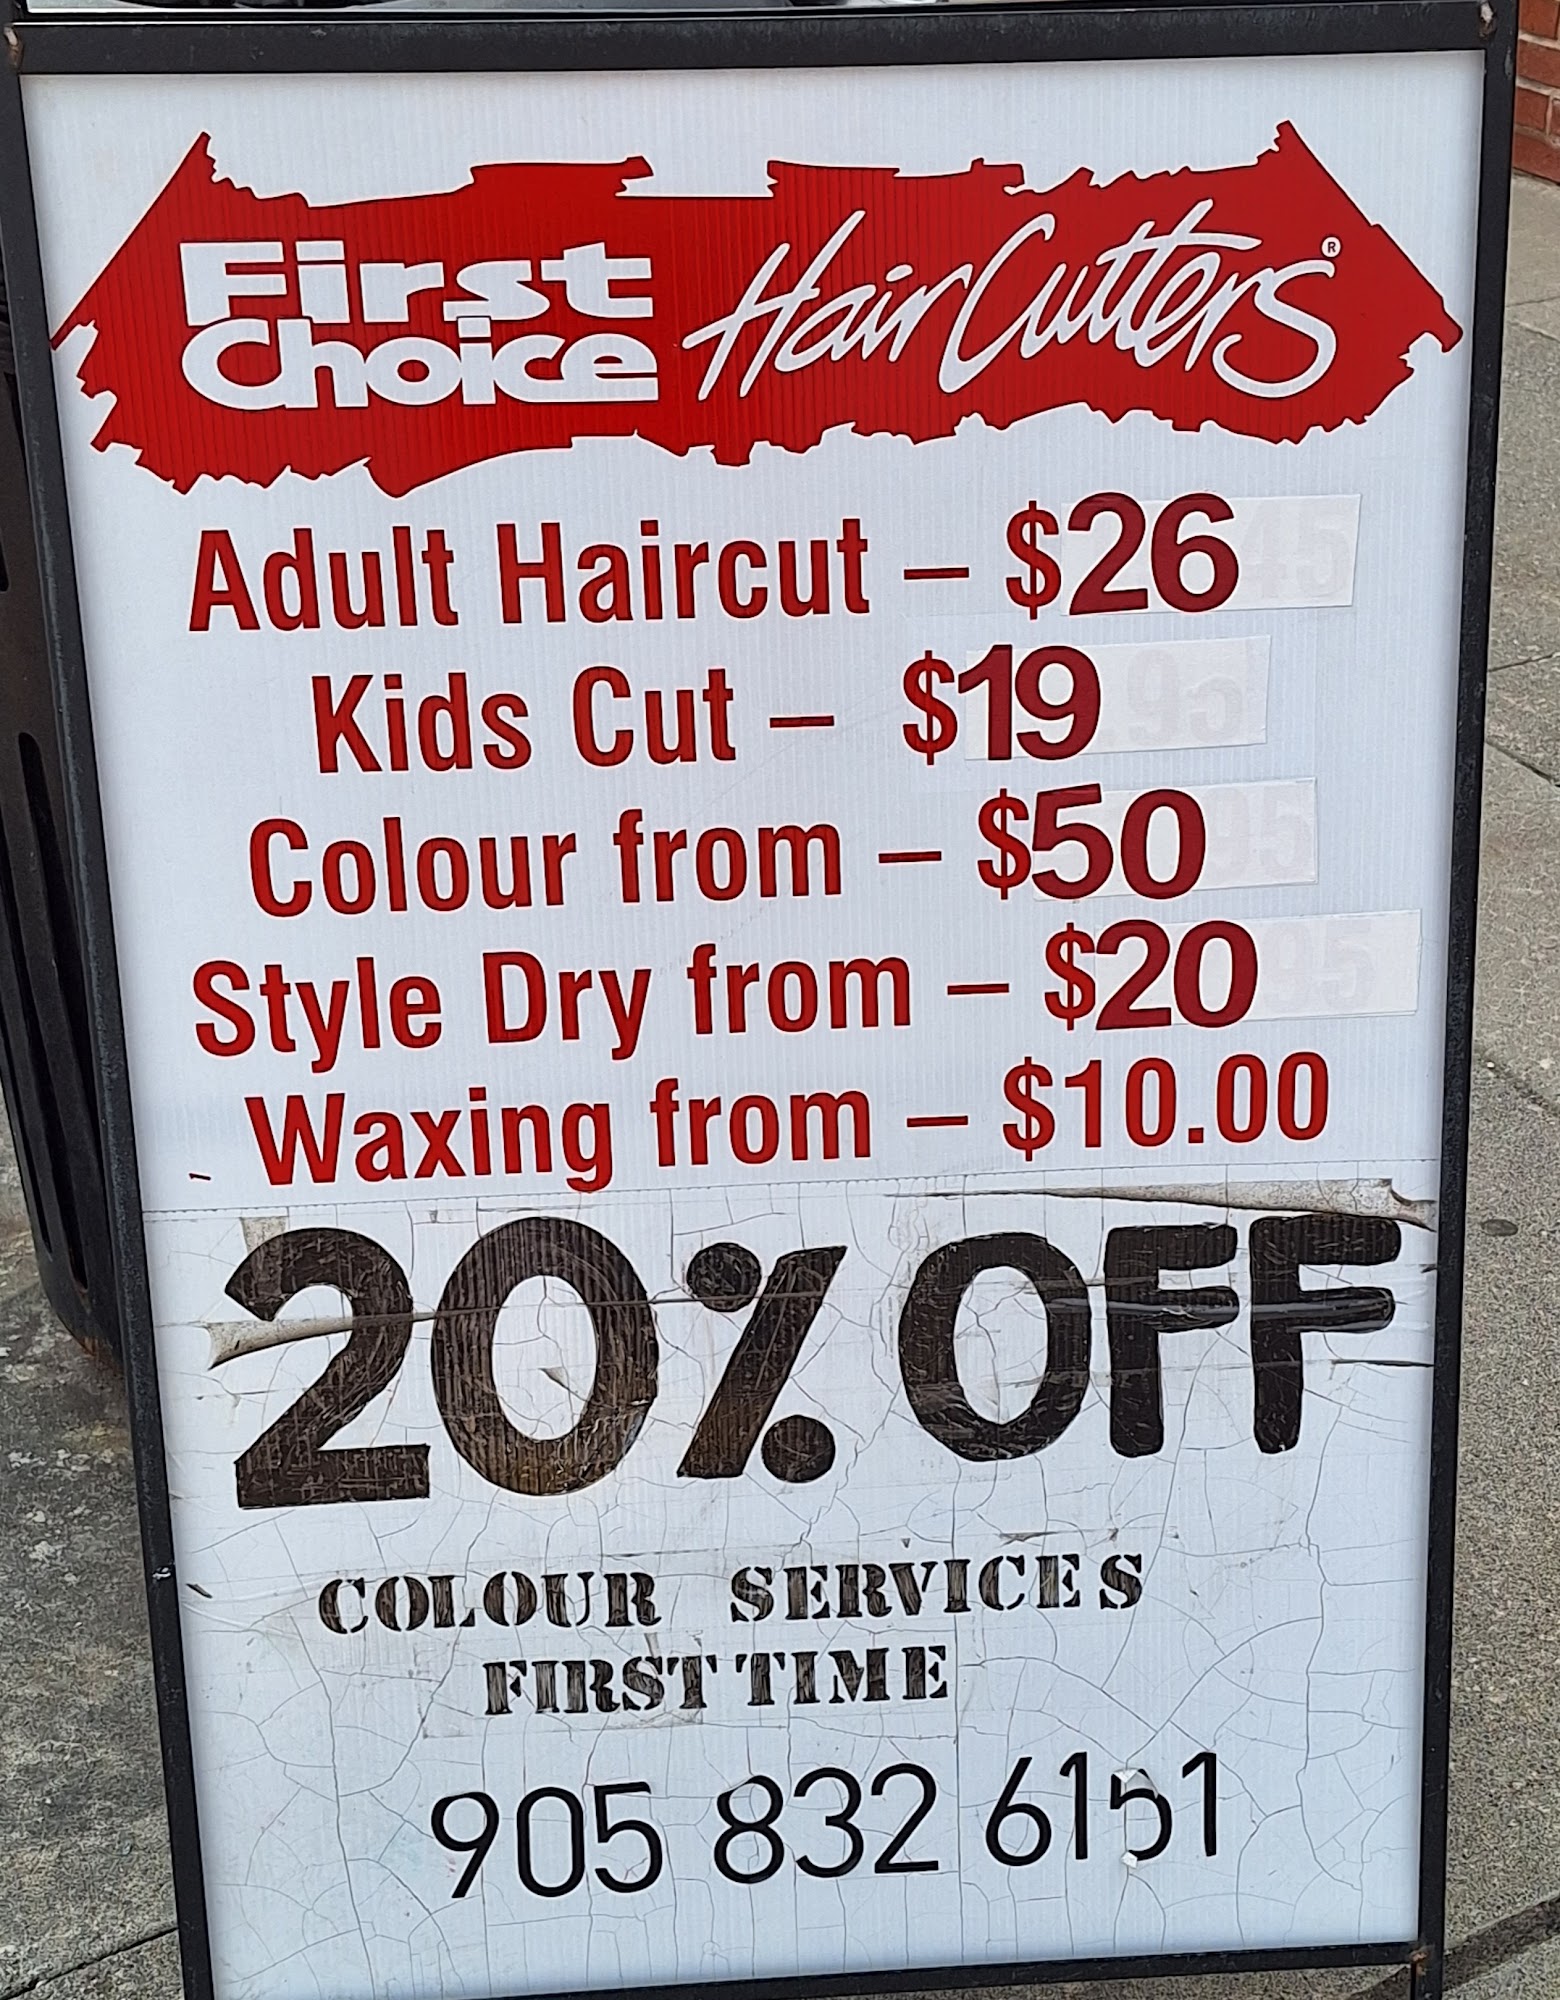 First Choice HairCutters®
Adult Haircut – $26
Kids Cut – $19
Colour from – $50
Style Dry from – $20
Waxing from – $10.00
20% OFF
COLOUR SERVICES
FIRST TIME
905 832 6151